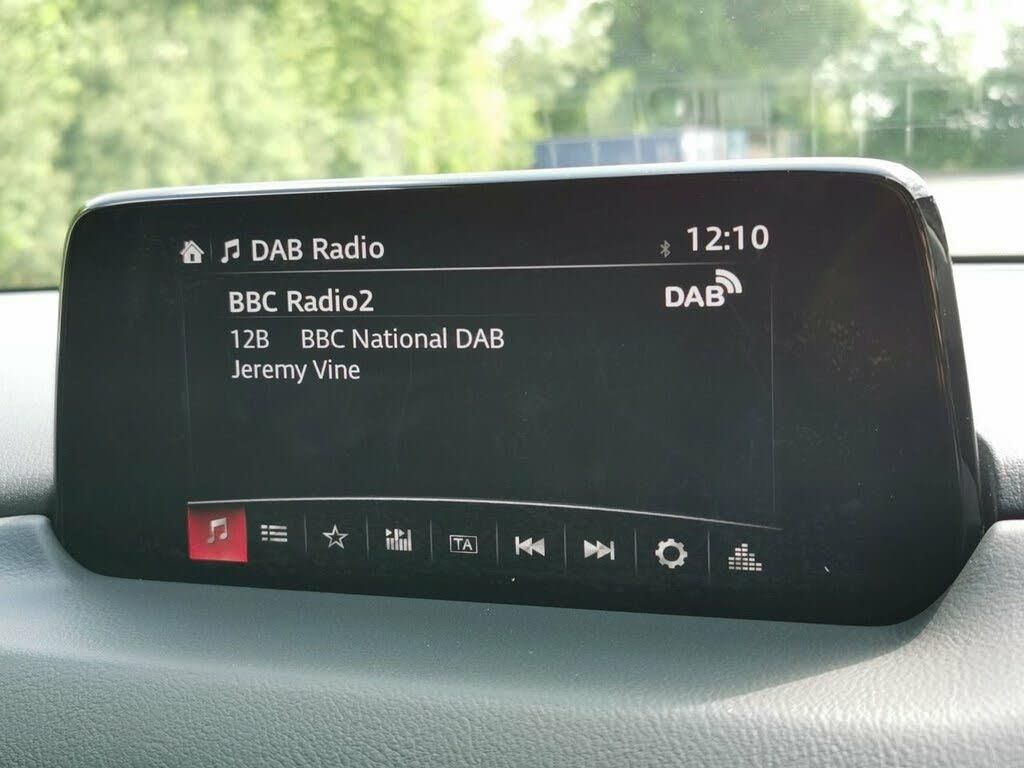 DAB Radio 12:10
BBC Radio2 DAB
12B BBC National DAB
Jeremy Vine
TA